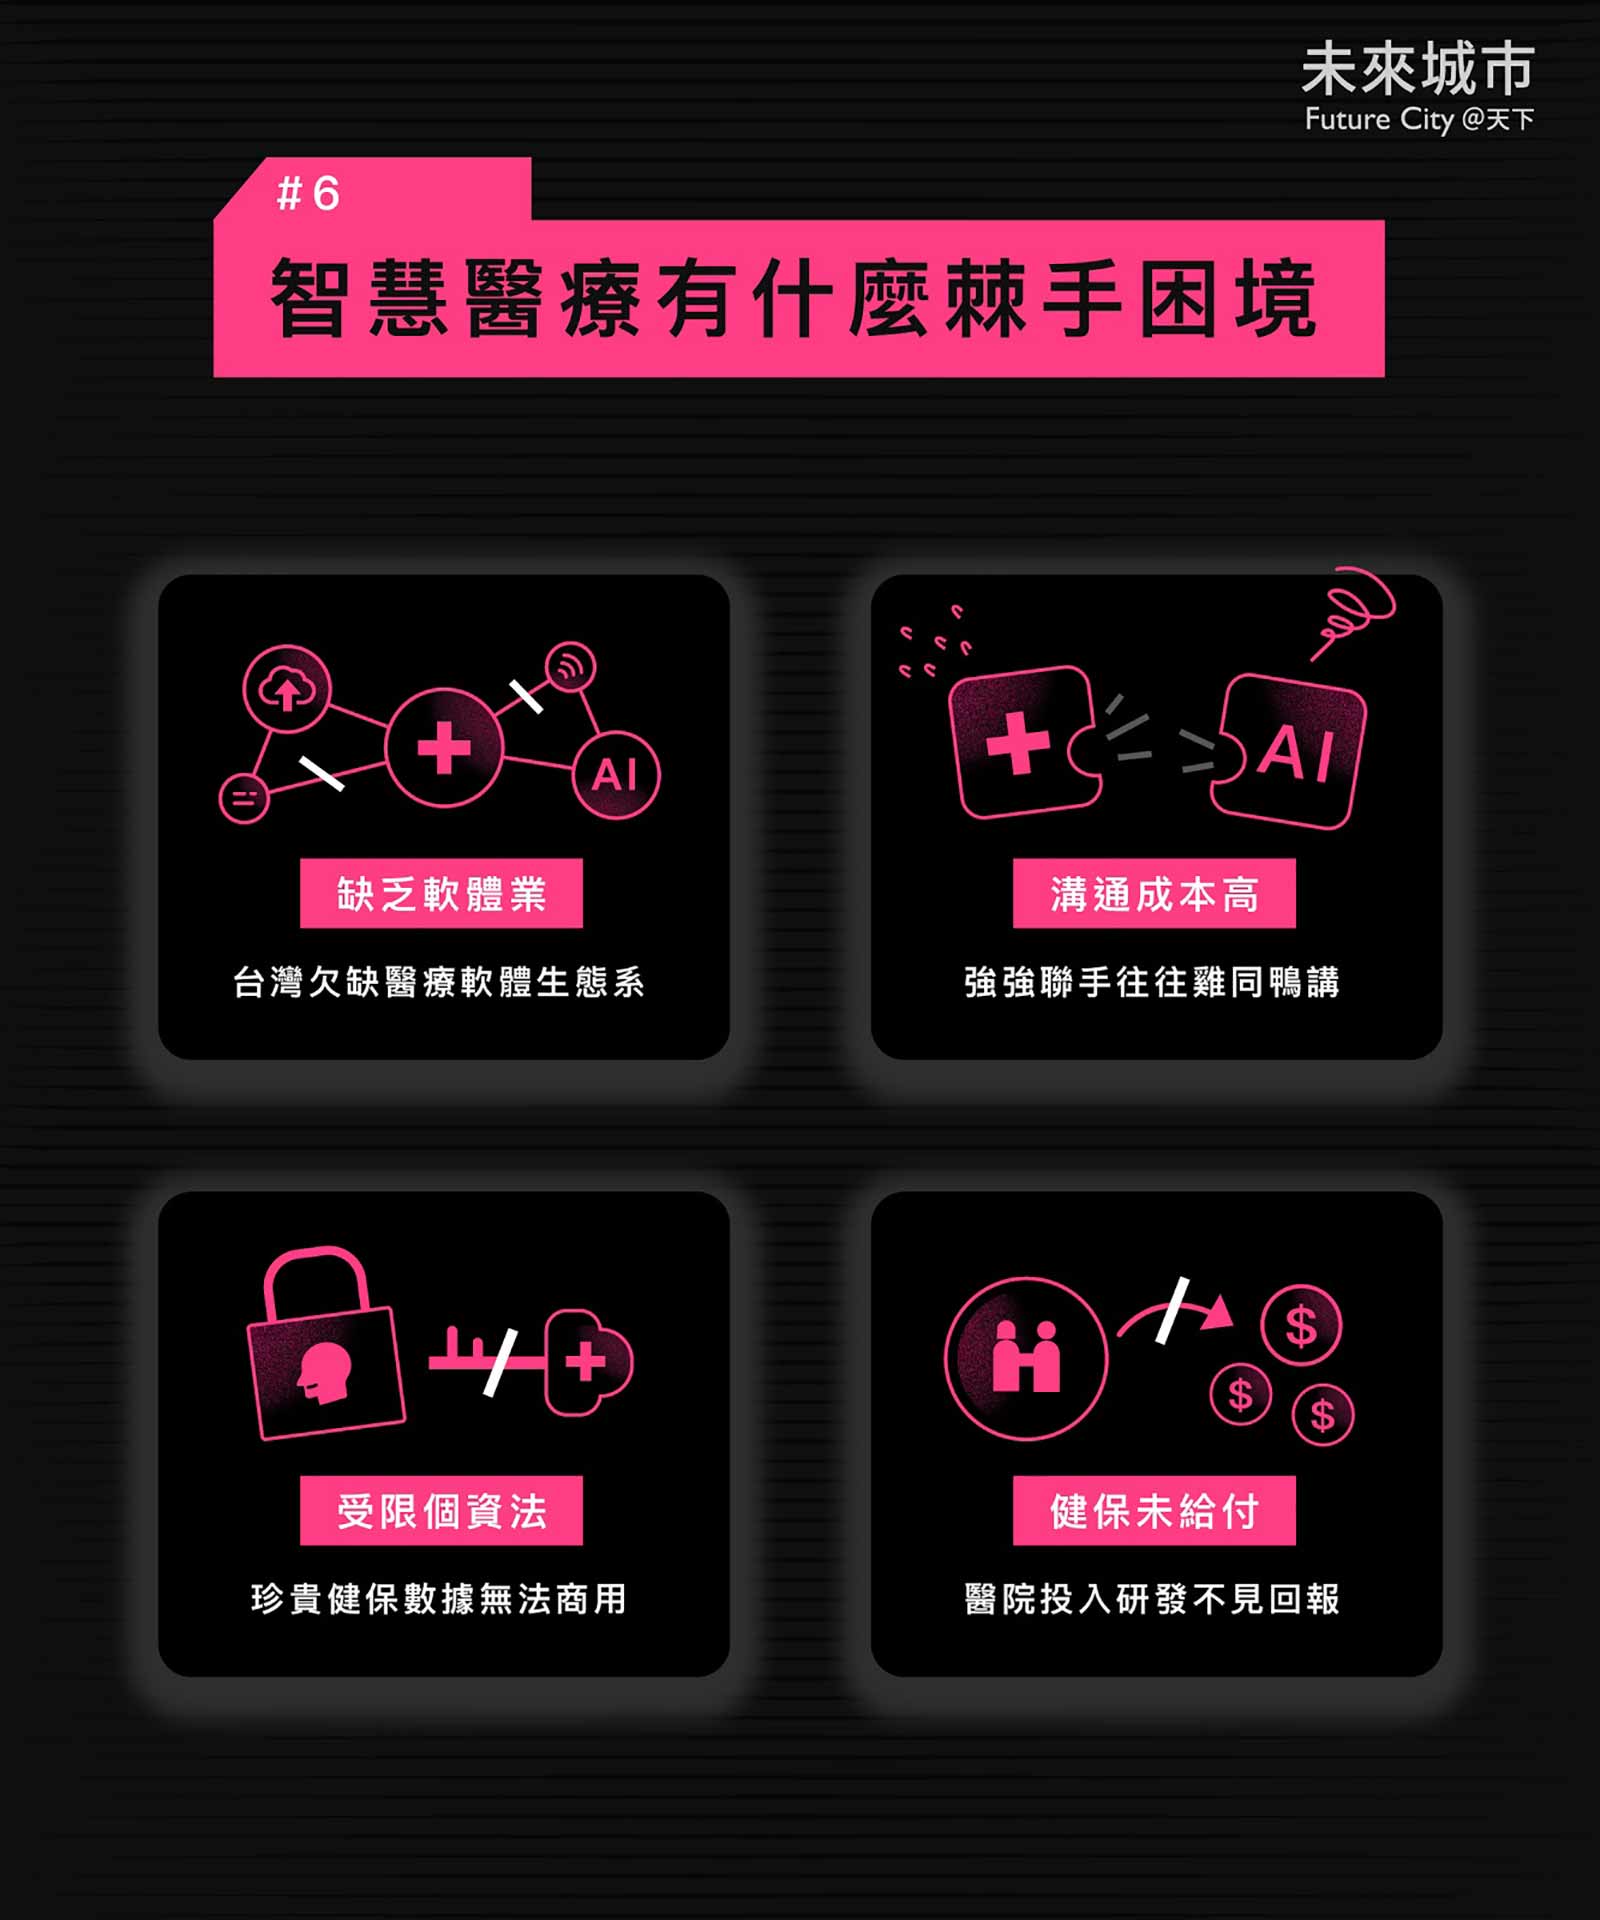 未來城市
Future City @天下
#6
智慧醫療有什麼棘手困境
AI
缺乏軟體業
台灣欠缺醫療軟體生態系
AI
溝通成本高
強強聯手往往雞同鴨講
受限個資法
珍貴健保數據無法商用
$
$
$
健保未給付
醫院投入研發不見回報